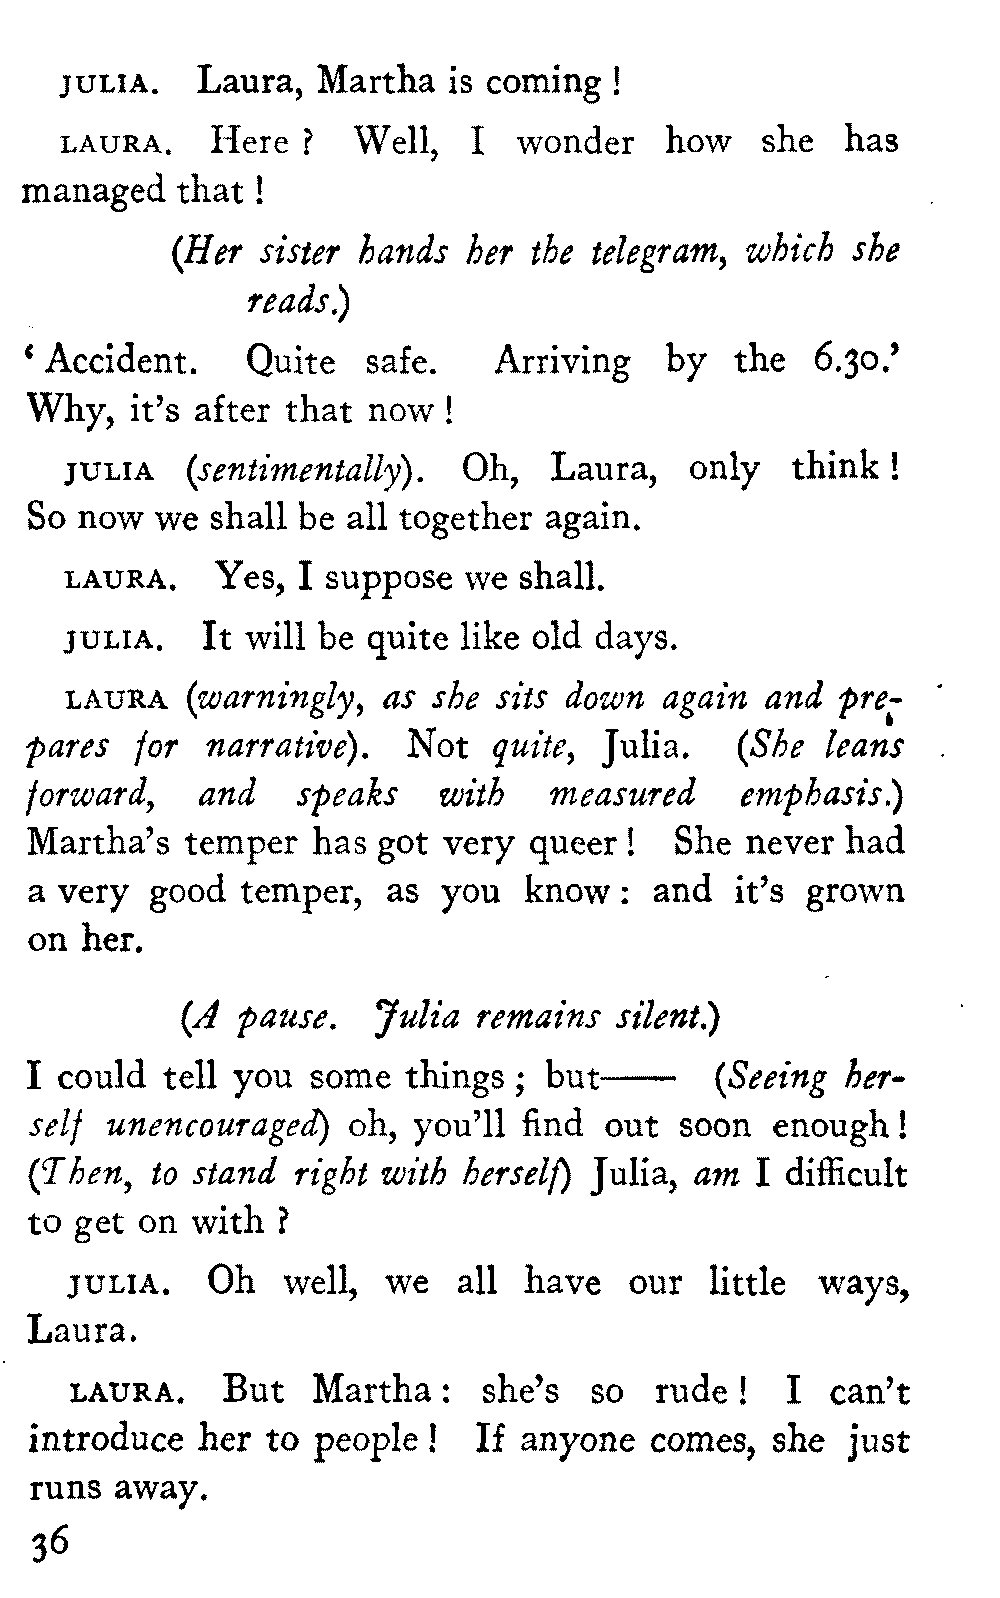 JULIA. Laura, Martha is coming !
LAURA. Here ? Well, I wonder how she has
managed that !
(Her sister hands her the telegram, which she
reads.)
‘ Accident. Quite safe. Arriving by the 6.30.’
Why, it’s after that now !
JULIA (sentimentally). Oh, Laura, only think !
So now we shall be all together again.
LAURA. Yes, I suppose we shall.
JULIA. It will be quite like old days.
LAURA (warningly, as she sits down again and pre-
pares for narrative). Not quite, Julia. (She leans
forward, and speaks with measured emphasis.)
Martha’s temper has got very queer ! She never had
a very good temper, as you know : and it’s grown
on her.
(A pause. Julia remains silent.)
I could tell you some things ; but—— (Seeing her-
self unencouraged) oh, you’ll find out soon enough !
(Then, to stand right with herself) Julia, am I difficult
to get on with ?
JULIA. Oh well, we all have our little ways,
Laura.
LAURA. But Martha : she’s so rude ! I can’t
introduce her to people ! If anyone comes, she just
runs away.
36